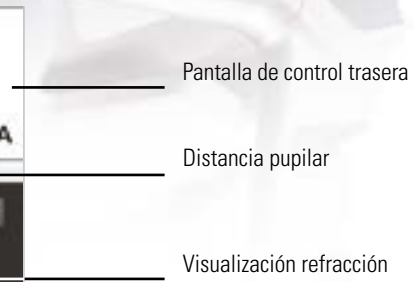 Pantalla de control trasera
A
Distancia pupilar
Visualización refracción